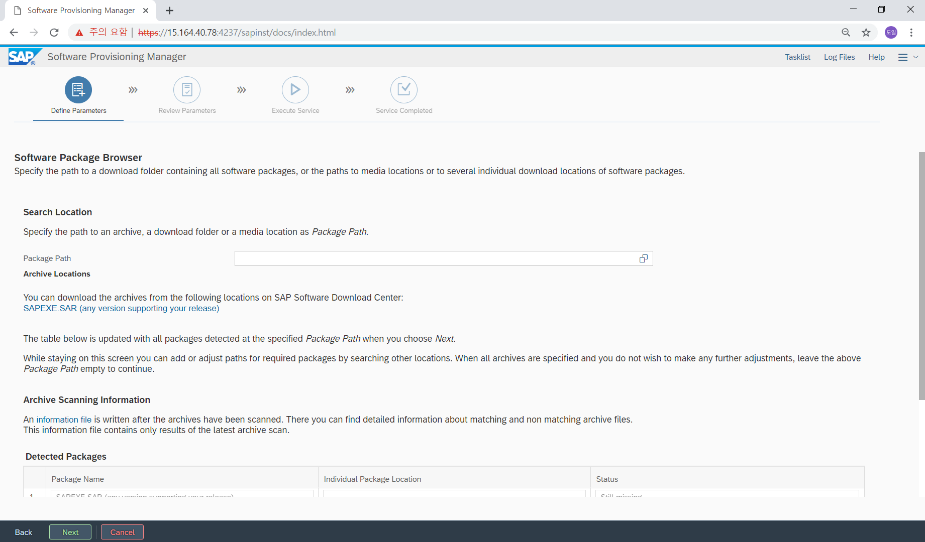 Software Provisioning Manager
주의 요함 | https://15.164.40.78:4237/sapinst/docs/index.html
도일
SAP Software Provisioning Manager
Tasklist Log Files Help
Define Parameters
Review Parameters
Execute Service
Service Completed
Software Package Browser
Specify the path to a download folder containing all software packages, or the paths to media locations or to several individual download locations of software packages.
Search Location
Specify the path to an archive, a download folder or a media location as Package Path.
Package Path
Archive Locations
You can download the archives from the following locations on SAP Software Download Center:
SAPEXE.SAR (any version supporting your release)
The table below is updated with all packages detected at the specified Package Path when you choose Next.
While staying on this screen you can add or adjust paths for required packages by searching other locations. When all archives are specified and you do not wish to make any further adjustments, leave the above
Package Path empty to continue.
Archive Scanning Information
An information file is written after the archives have been scanned. There you can find detailed information about matching and non matching archive files.
This information file contains only results of the latest archive scan.
Detected Packages
Package Name Individual Package Location Status
1 SAPEXE.SAR (any version supporting your release) Still missing
Back Next Cancel